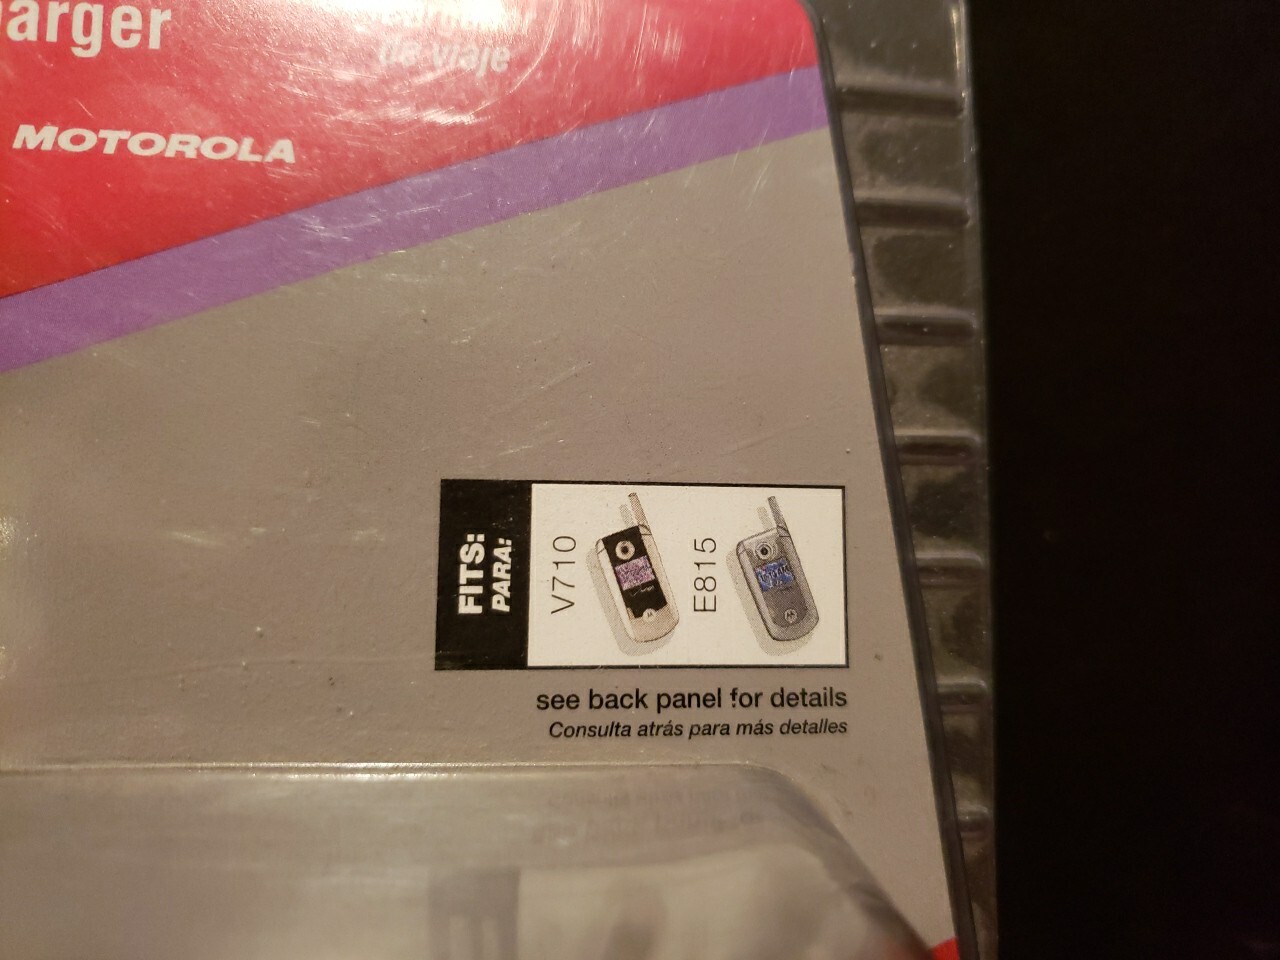 arger
de viaje
MOTOROLA
FITS:
PARA:
V710
E815
see back panel for details
Consulta atrás para más detalles